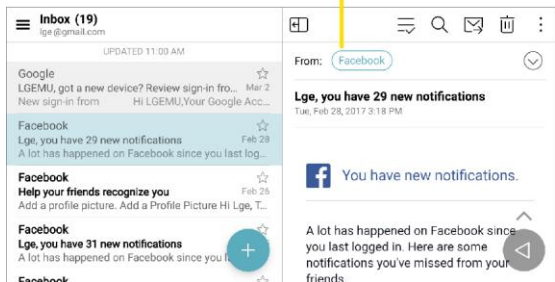 Inbox (19)
lge@gmail.com
UPDATED 11:00 AM
Google
LGEMU, got a new device? Review sign-in fro... Mar 2
New sign-in from Hi LGEMU,Your Google Acc...
Facebook
Lge, you have 29 new notifications Feb 28
A lot has happened on Facebook since you last log...
Facebook
Help your friends recognize you Feb 26
Add a profile picture. Add a Profile Picture Hi Lge, T...
Facebook
Lge, you have 31 new notifications
A lot has happened on Facebook since you
Facebook
From: Facebook
Lge, you have 29 new notifications
Tue, Feb 28, 2017 3:18 PM
f You have new notifications.
A lot has happened on Facebook since
you last logged in. Here are some
notifications you've missed from your
friends